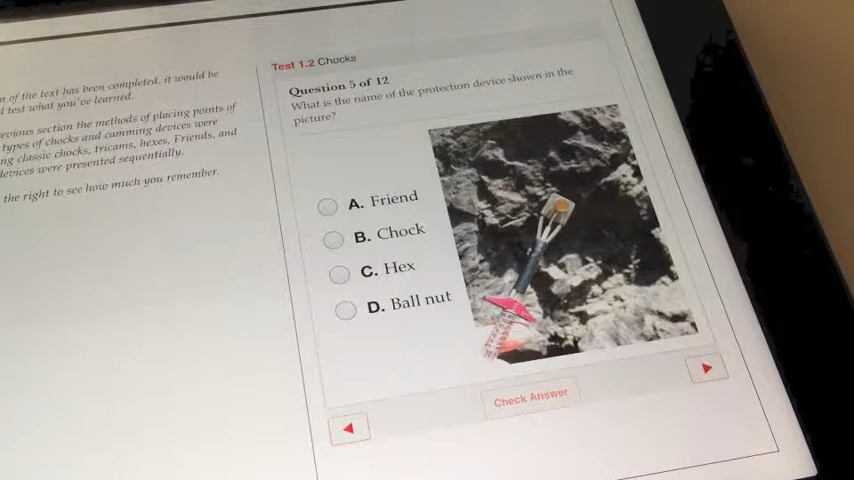 n of the text has been completed, it would be
test what you've learned.
evious section the methods of placing points of
types of chocks and camming devices were
ng classic chocks, tricams, hexes, Friends, and
devices were presented sequentially.
the right to see how much you remember.
Test 1.2 Chocks
Question 5 of 12
What is the name of the protection device shown in the
picture?
A. Friend
B. Chock
C. Hex
D. Ball nut
Check Answer